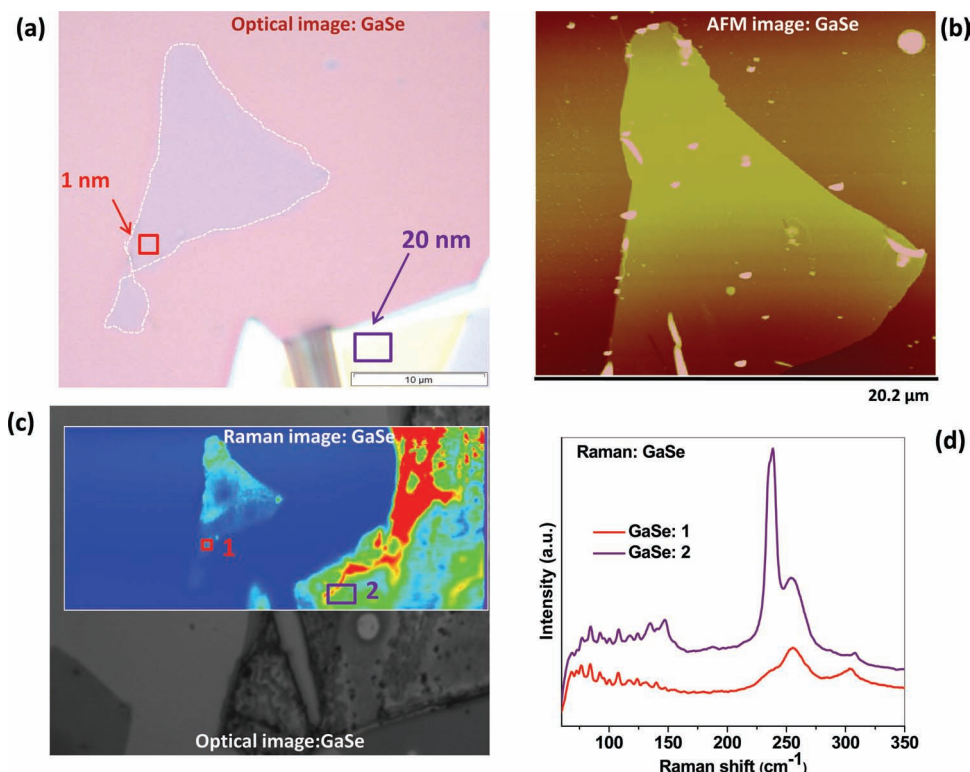 (a)
Optical image: GaSe
1 nm
20 nm
10 µm
AFM image: GaSe
(b)
20.2 µm
(c)
Raman image: GaSe
1
2
Optical image:GaSe
(d)
Raman: GaSe
GaSe: 1
GaSe: 2
Intensity (a.u.)
100 150 200 250 300 350
Raman shift (cm⁻¹)